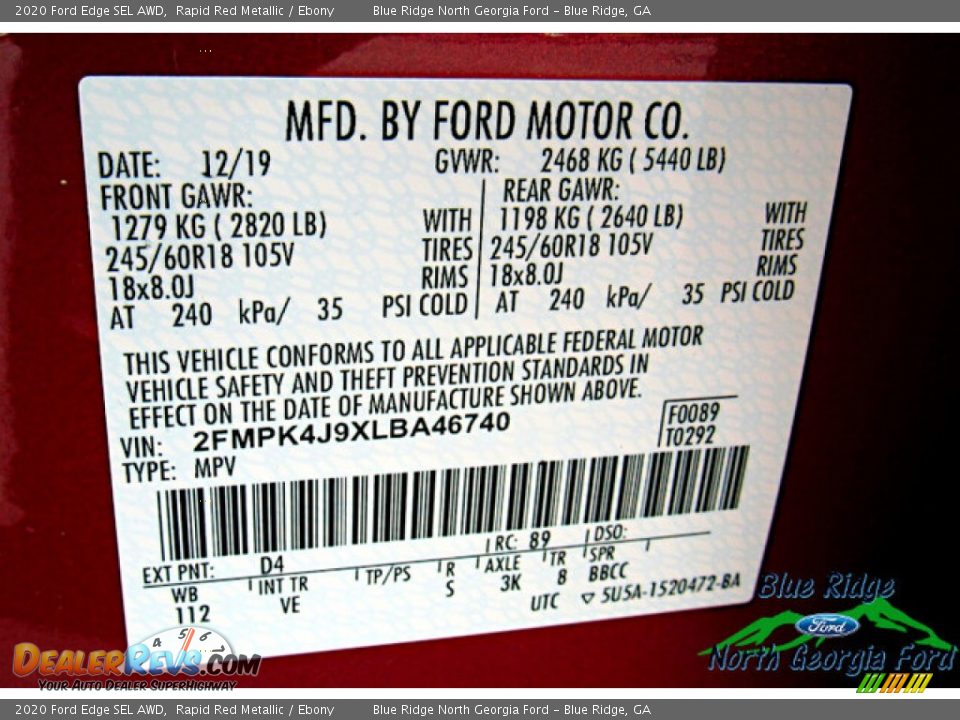 2020 Ford Edge SEL AWD, Rapid Red Metallic / Ebony Blue Ridge North Georgia Ford - Blue Ridge, GA
MFD. BY FORD MOTOR CO.
DATE: 12/19 GVWR: 2468 KG ( 5440 LB)
FRONT GAWR: REAR GAWR:
1279 KG ( 2820 LB) WITH 1198 KG ( 2640 LB) WITH
245/60R18 105V TIRES 245/60R18 105V TIRES
18x8.0J RIMS 18x8.0J RIMS
AT 240 kPa/ 35 PSI COLD AT 240 kPa/ 35 PSI COLD
THIS VEHICLE CONFORMS TO ALL APPLICABLE FEDERAL MOTOR
VEHICLE SAFETY AND THEFT PREVENTION STANDARDS IN
EFFECT ON THE DATE OF MANUFACTURE SHOWN ABOVE.
VIN: 2FMPK4J9XLBA46740 F0089
TYPE: MPV T0292
EXT PNT: D4 RC: 89 DSO:
WB INT TR TP/PS R AXLE TR SPR
112 VE S 3K 8 BBCC
UTC ▽ 5U5A-1520472-BA
Blue Ridge
Ford
North Georgia Ford
4 5 6 7
DEALERREVS.COM
YOUR AUTO DEALER SUPERHIGHWAY
2020 Ford Edge SEL AWD, Rapid Red Metallic / Ebony Blue Ridge North Georgia Ford - Blue Ridge, GA